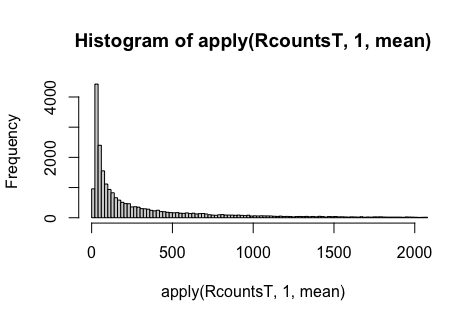 Histogram of apply(RcountsT, 1, mean)
Frequency
4000
2000
0
0 500 1000 1500 2000
apply(RcountsT, 1, mean)